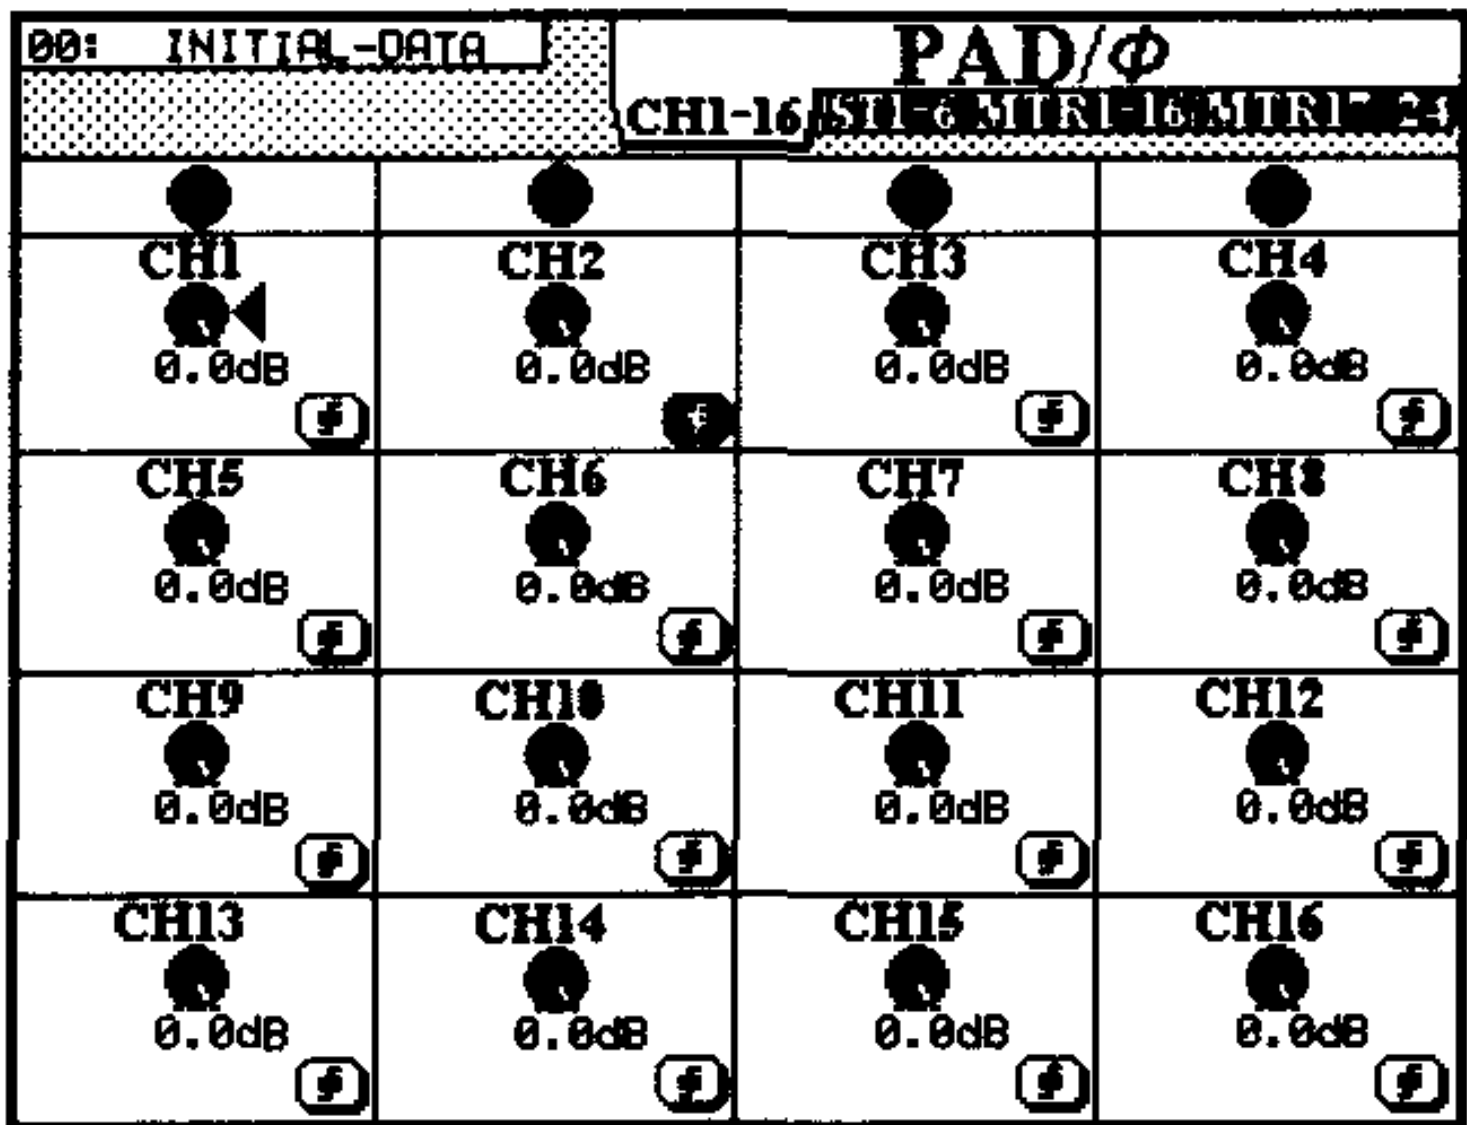 00: INITIAL-DATA
PAD/Φ
CH1-16 ST1-6 MTR1-16 MTR17-24
CH1 CH2 CH3 CH4
0.0dB 0.0dB 0.0dB 0.0dB
CH5 CH6 CH7 CH8
0.0dB 0.0dB 0.0dB 0.0dB
CH9 CH10 CH11 CH12
0.0dB 0.0dB 0.0dB 0.0dB
CH13 CH14 CH15 CH16
0.0dB 0.0dB 0.0dB 0.0dB